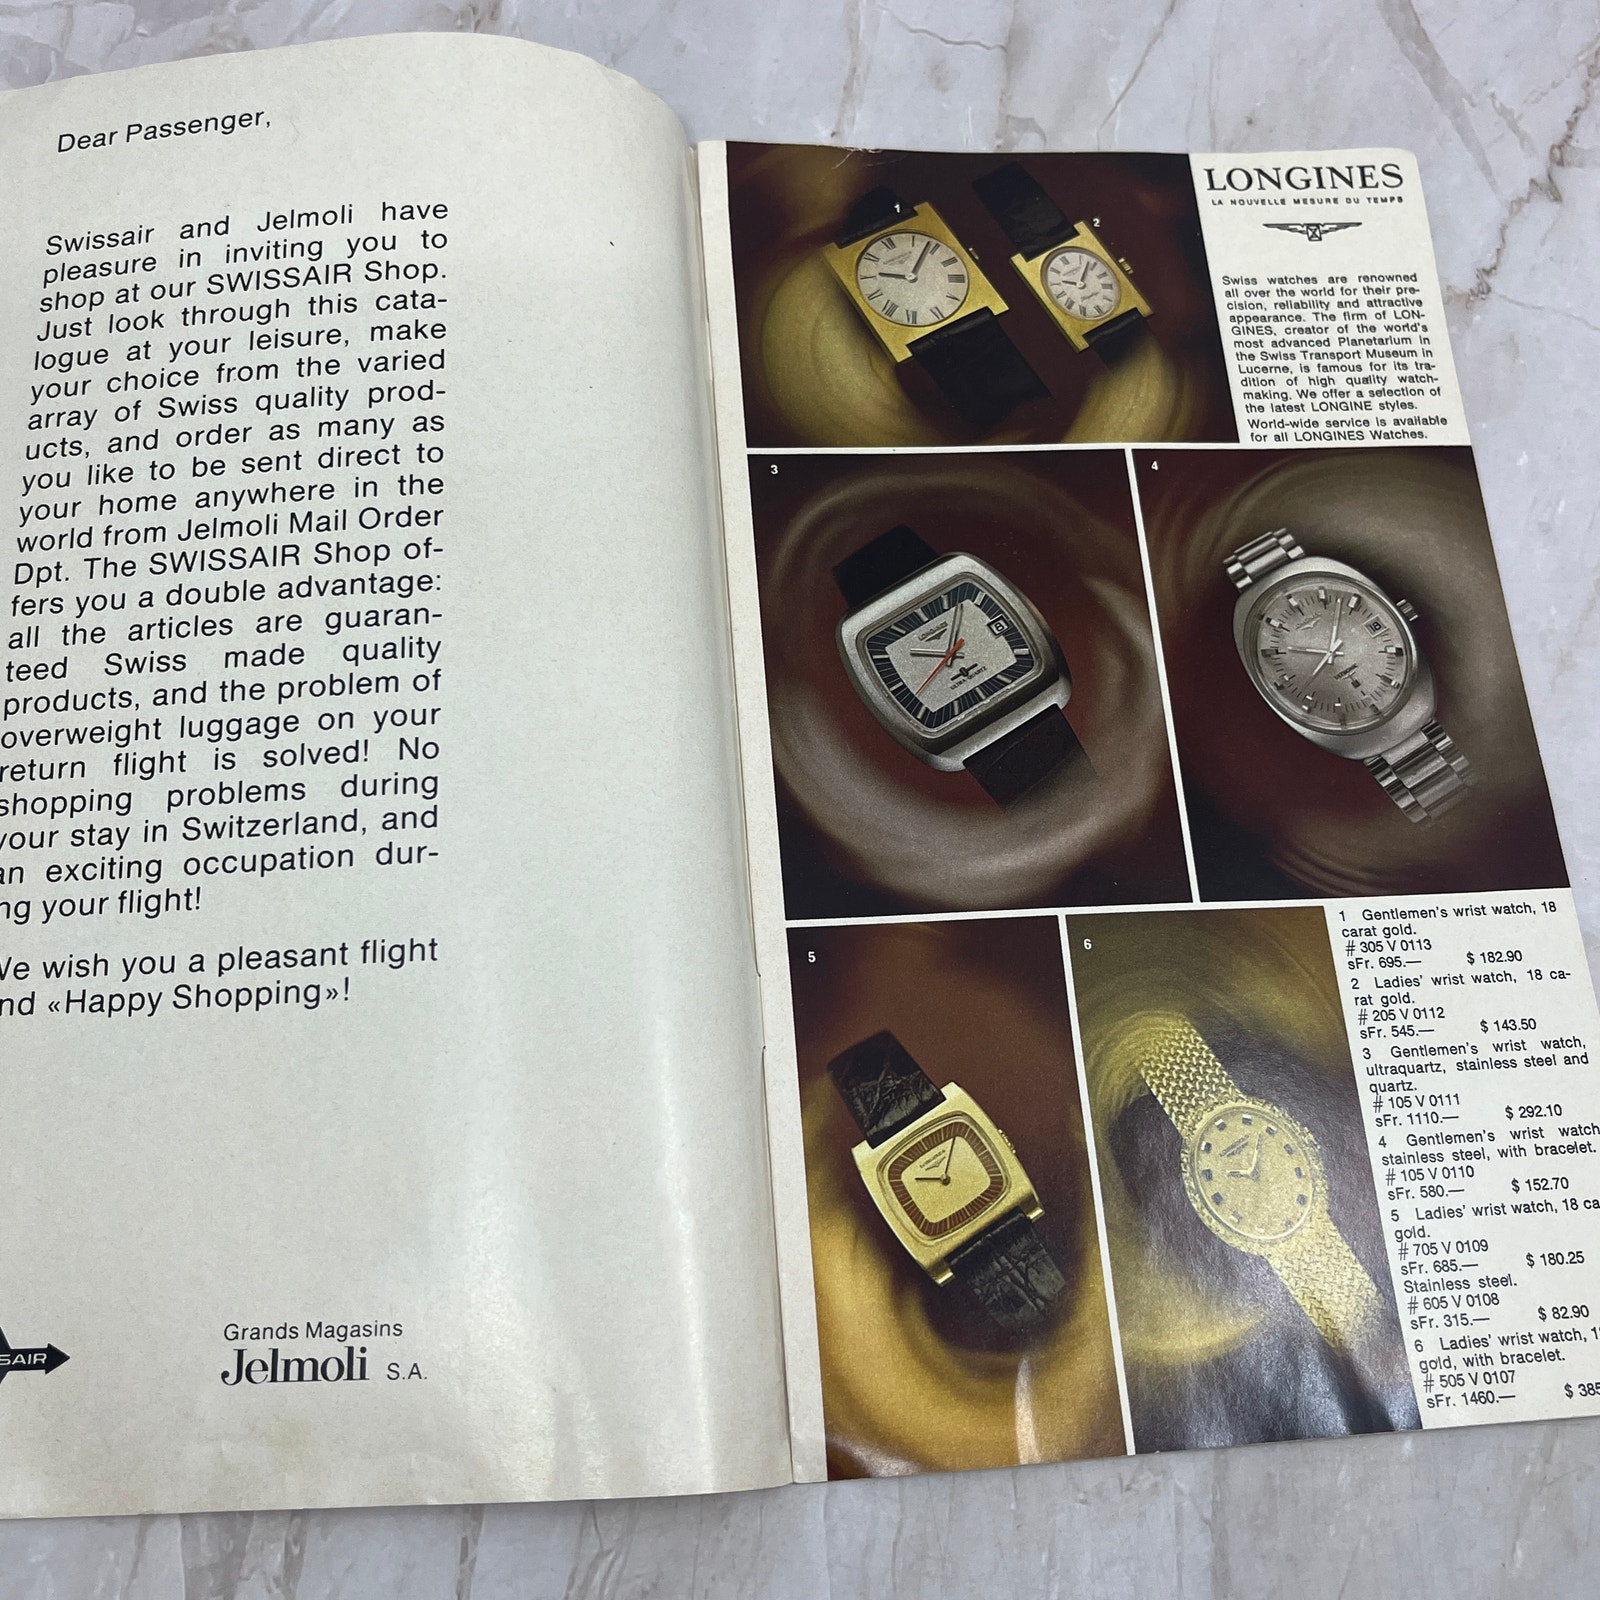 Dear Passenger,
Swissair and Jelmoli have
pleasure in inviting you to
shop at our SWISSAIR Shop.
Just look through this cata-
logue at your leisure, make
your choice from the varied
array of Swiss quality prod-
ucts, and order as many as
you like to be sent direct to
your home anywhere in the
world from Jelmoli Mail Order
Dpt. The SWISSAIR Shop of-
fers you a double advantage:
all the articles are guaran-
teed Swiss made quality
products, and the problem of
overweight luggage on your
return flight is solved! No
shopping problems during
your stay in Switzerland, and
an exciting occupation dur-
ng your flight!
We wish you a pleasant flight
nd «Happy Shopping»!
SAIR
Grands Magasins
Jelmoli S.A.
1
2
LONGINES
LA NOUVELLE MESURE DU TEMPS
Swiss watches are renowned
all over the world for their pre-
cision, reliability and attractive
appearance. The firm of LON-
GINES, creator of the world's
most advanced Planetarium in
the Swiss Transport Museum in
Lucerne, is famous for its tra-
dition of high quality watch-
making. We offer a selection of
the latest LONGINE styles.
World-wide service is available
for all LONGINES Watches.
3
LONGINES
8
ULTRA-QUARTZ
4
18
ULTRONIC
5
LONGINES
6
1 Gentlemen's wrist watch, 18
carat gold.
# 305 V 0113
sFr. 695.— $ 182.90
2 Ladies' wrist watch, 18 ca-
rat gold.
# 205 V 0112
sFr. 545.— $ 143.50
3 Gentlemen's wrist watch,
ultraquartz, stainless steel and
quartz.
# 105 V 0111
sFr. 1110.— $ 292.10
4 Gentlemen's wrist watch
stainless steel, with bracelet.
# 105 V 0110
sFr. 580.— $ 152.70
5 Ladies' wrist watch, 18 ca
gold.
# 705 V 0109
sFr. 685.— $ 180.25
Stainless steel.
# 605 V 0108
sFr. 315.— $ 82.90
6 Ladies' wrist watch, 1
gold, with bracelet.
# 505 V 0107
sFr. 1460.— $ 385